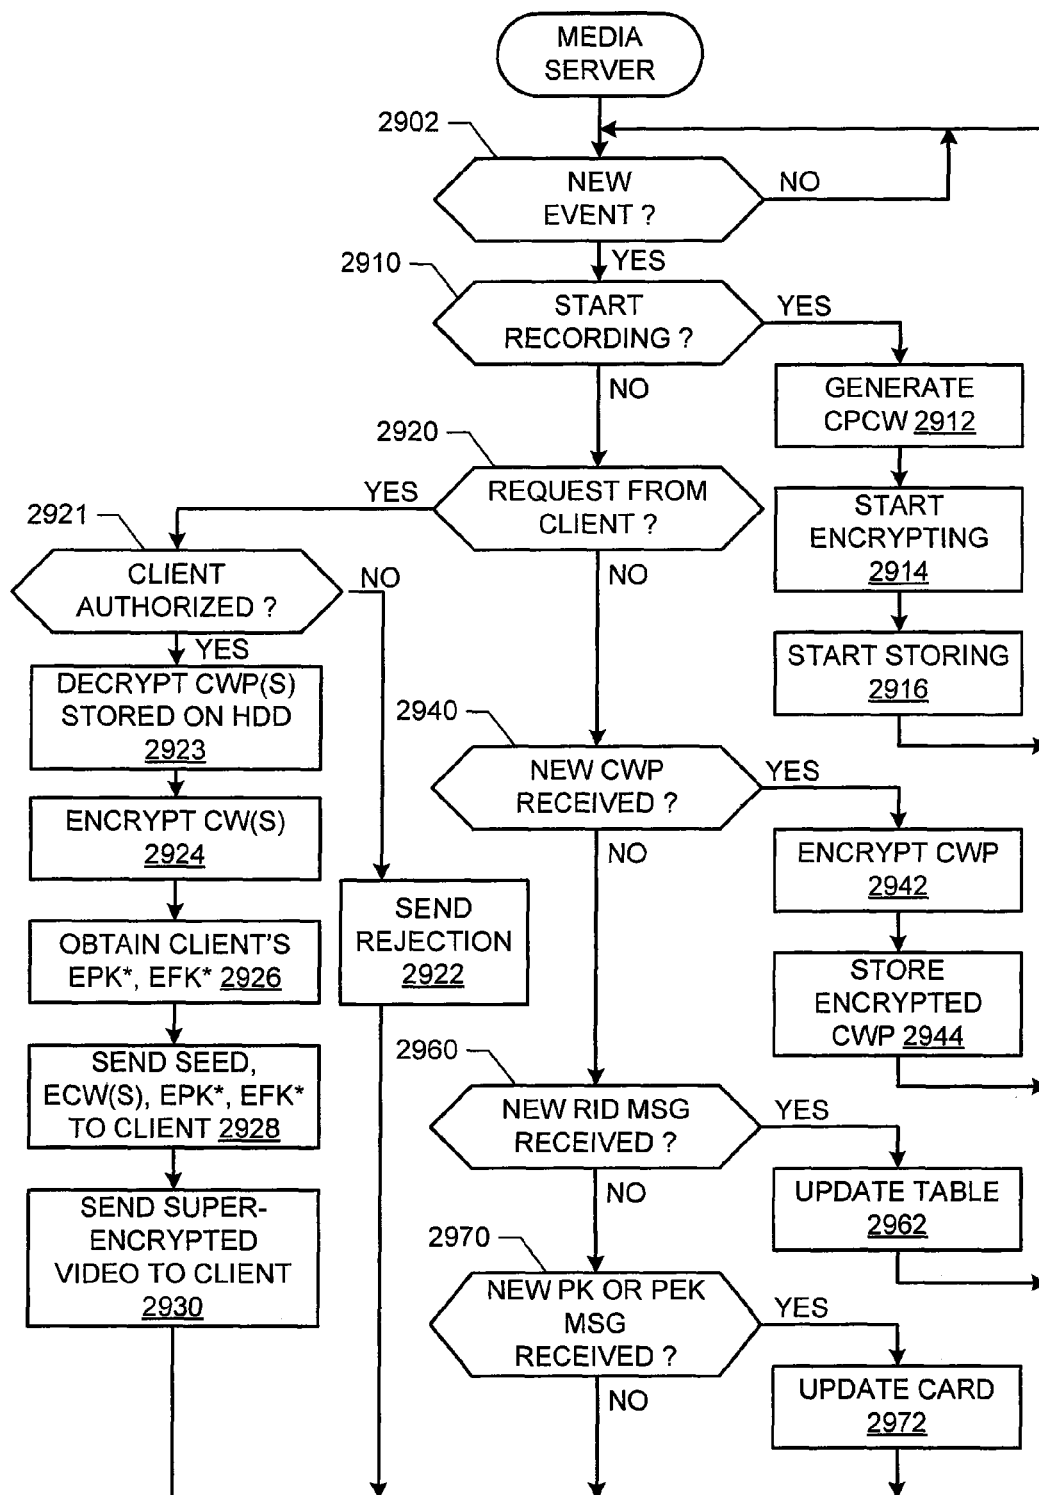 MEDIA
SERVER
2902
NEW
EVENT ?
NO
YES
2910
START
RECORDING ?
YES
NO
GENERATE
CPCW 2912
START
ENCRYPTING
2914
START STORING
2916
2920
REQUEST FROM
CLIENT ?
YES
NO
2921
CLIENT
AUTHORIZED ?
NO
YES
DECRYPT CWP(S)
STORED ON HDD
2923
ENCRYPT CW(S)
2924
OBTAIN CLIENT'S
EPK*, EFK* 2926
SEND SEED,
ECW(S), EPK*, EFK*
TO CLIENT 2928
SEND SUPER-
ENCRYPTED
VIDEO TO CLIENT
2930
SEND
REJECTION
2922
2940
NEW CWP
RECEIVED ?
YES
NO
ENCRYPT CWP
2942
STORE
ENCRYPTED
CWP 2944
2960
NEW RID MSG
RECEIVED ?
YES
NO
UPDATE TABLE
2962
2970
NEW PK OR PEK
MSG
RECEIVED ?
YES
NO
UPDATE CARD
2972